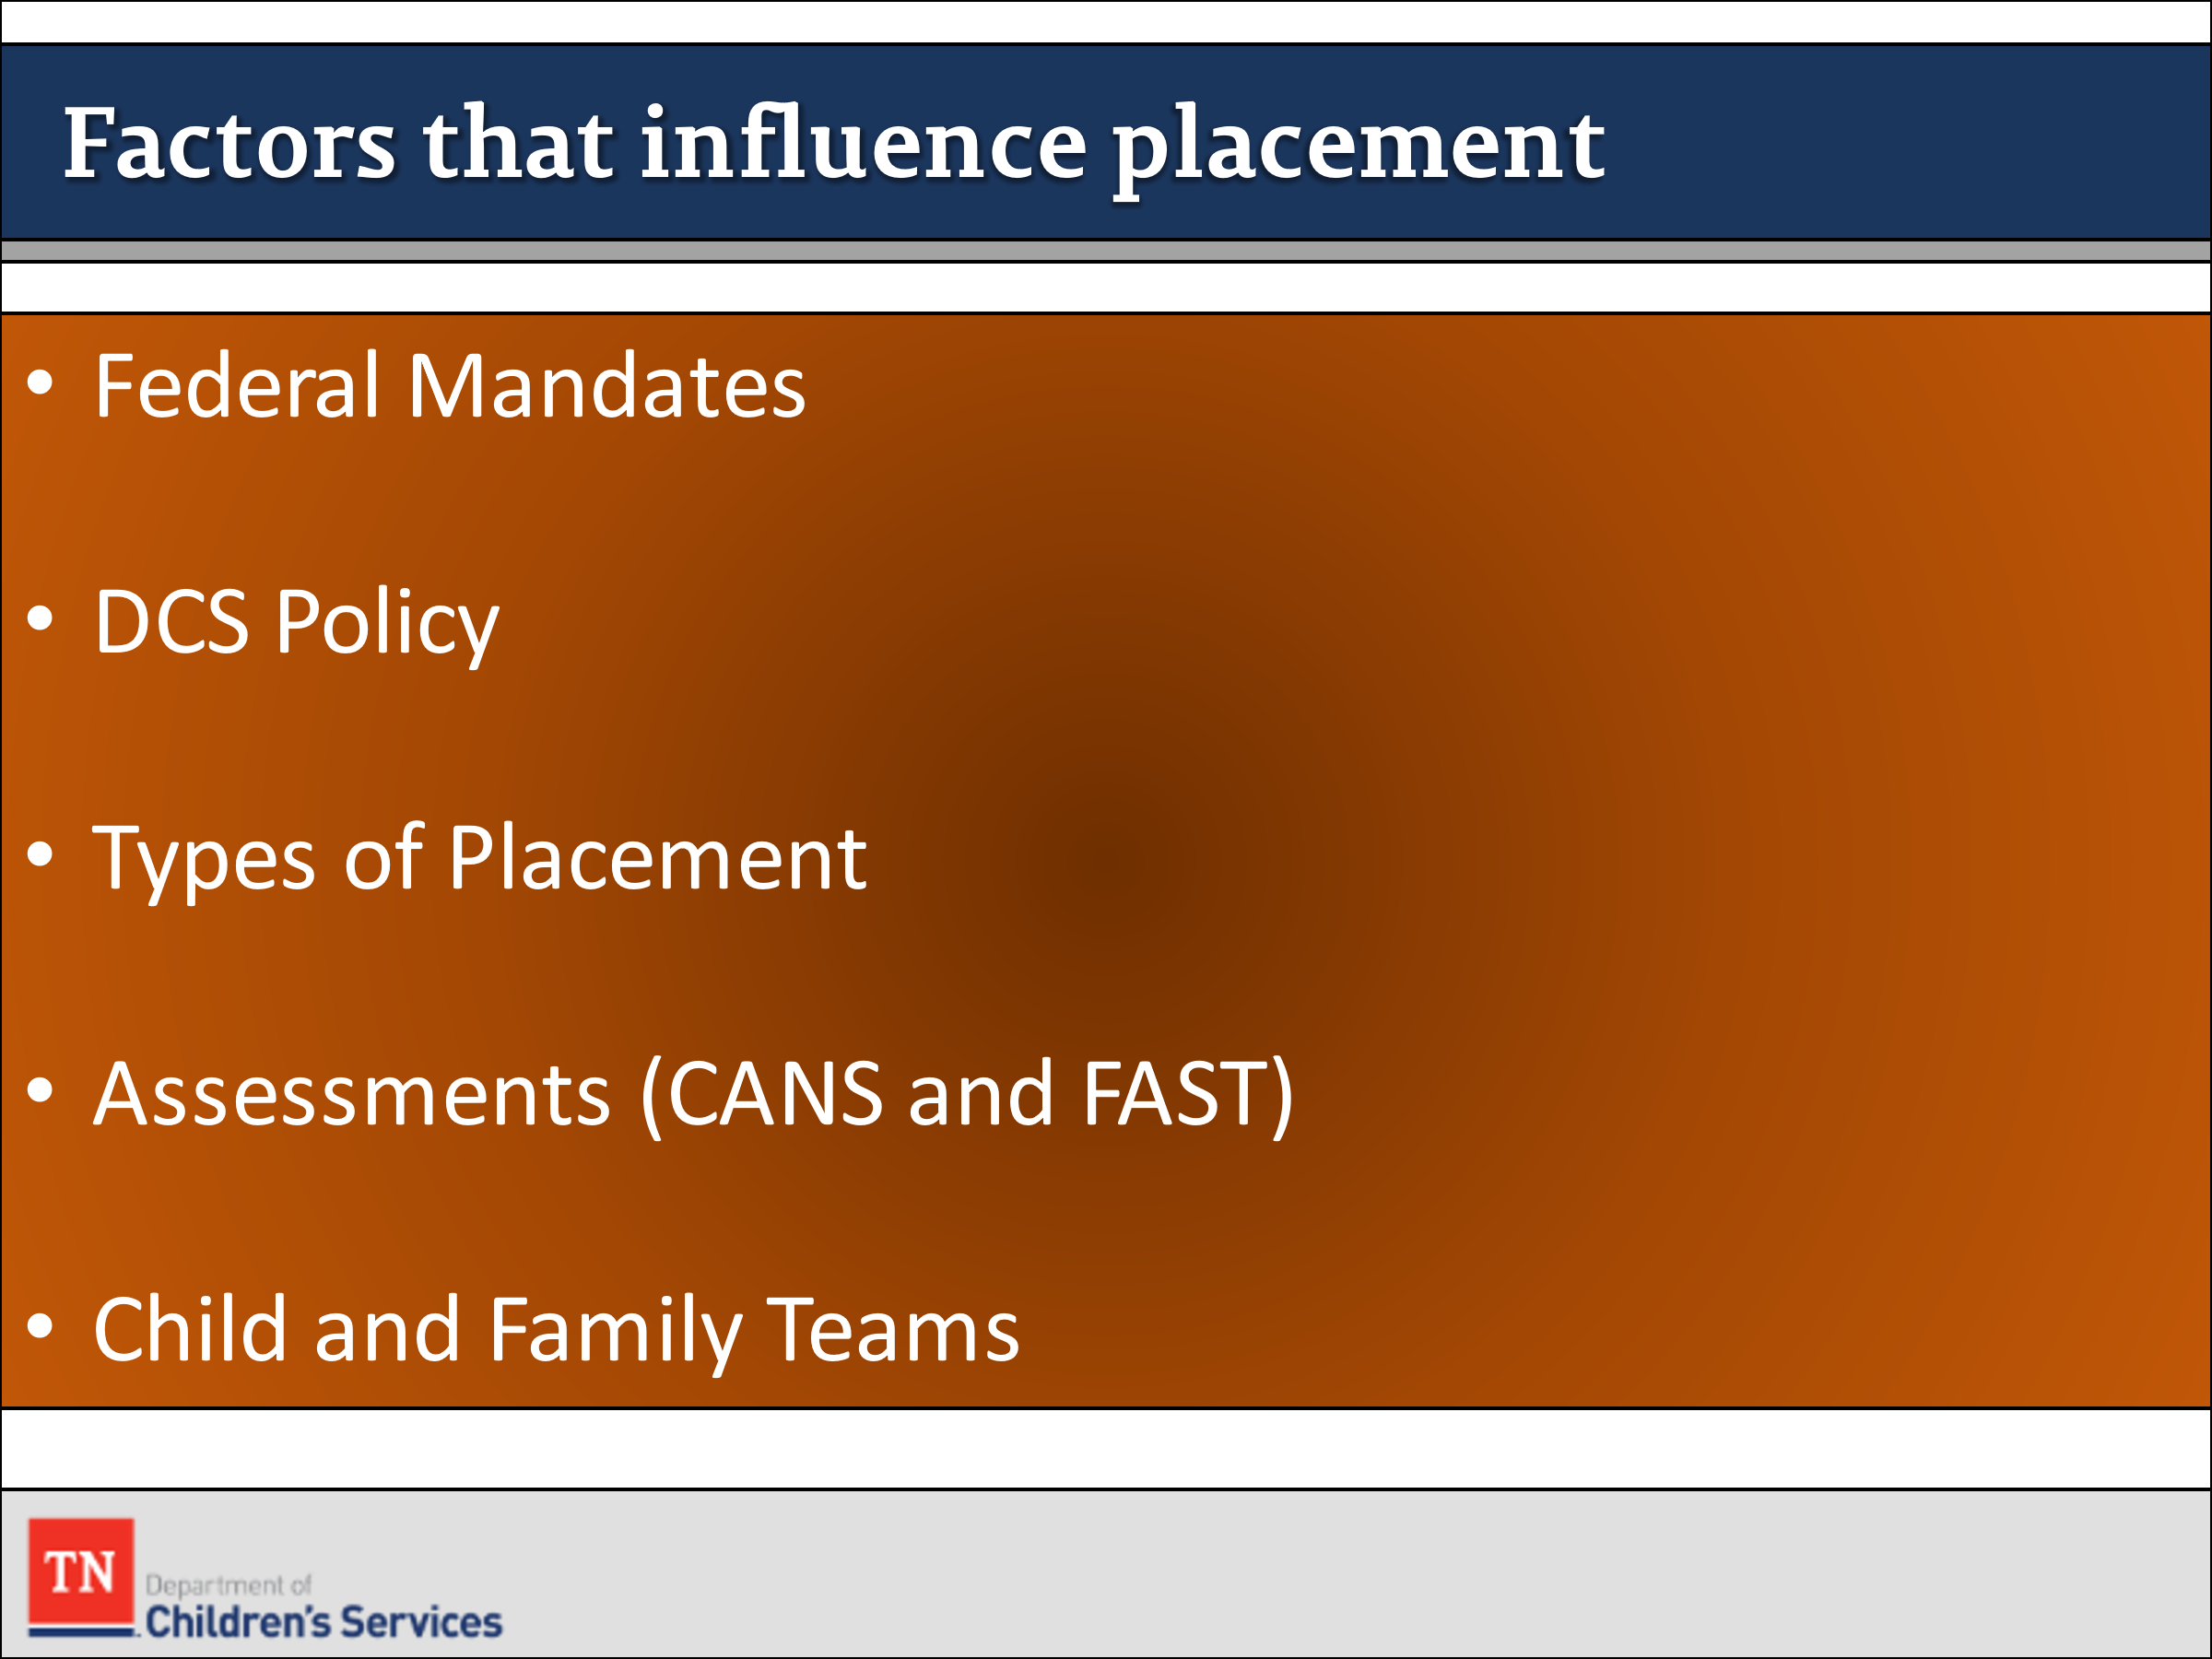 Factors that influence placement
• Federal Mandates
• DCS Policy
• Types of Placement
• Assessments (CANS and FAST)
• Child and Family Teams
TN
Department of
Children's Services